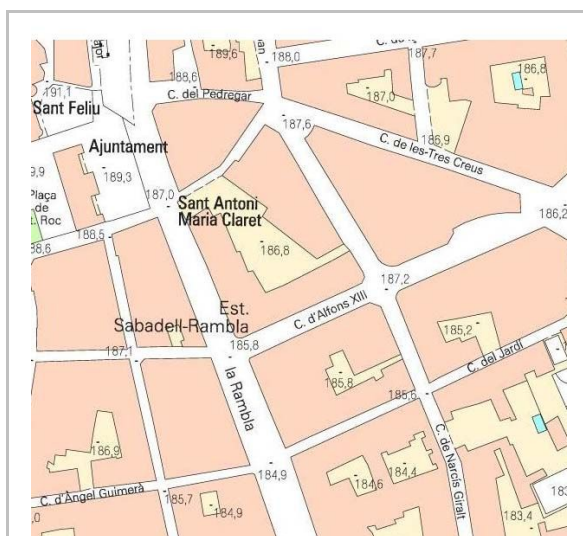 188,0
187,7
189,6
191,1
188,6
186,8
Sant Feliu
C. del Pedregar
187,0
187,6
186,9
C. de les Tres Creus
Ajuntament
189,3
Plaça
de
Roc
187,0
Sant Antoni
Maria Claret
186,2
188,5
88,6
186,8
187,2
Est.
Sabadell-Rambla
C. d'Alfons XIII
185,8
187,1
185,2
C. del Jardí
la Rambla
185,8
185,6
C. de Narcís Giralt
186,9
184,9
184,6
184,4
C. d'Àngel Guimerà
185,7
184,9
183,4